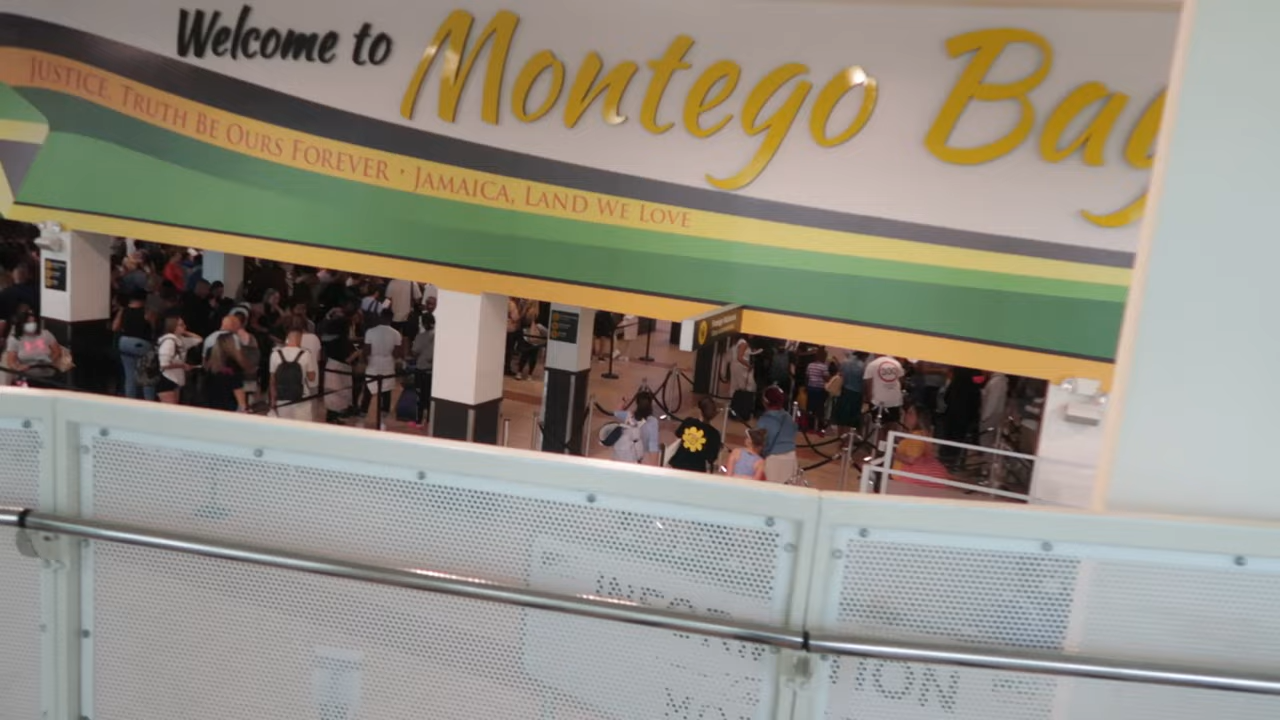 Welcome to Montego Bay
JUSTICE, TRUTH BE OURS FOREVER · JAMAICA, LAND WE LOVE